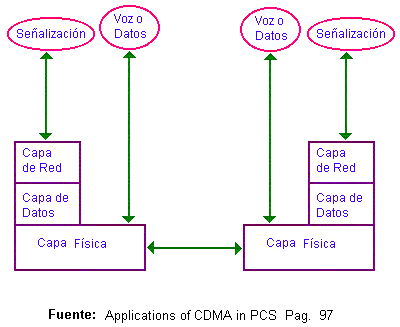 Señalización
Voz o
Datos
Voz o
Datos
Señalización
Capa
de Red
Capa de
Datos
Capa Física
Capa
de Red
Capa de
Datos
Capa Física
Fuente: Applications of CDMA in PCS Pag. 97